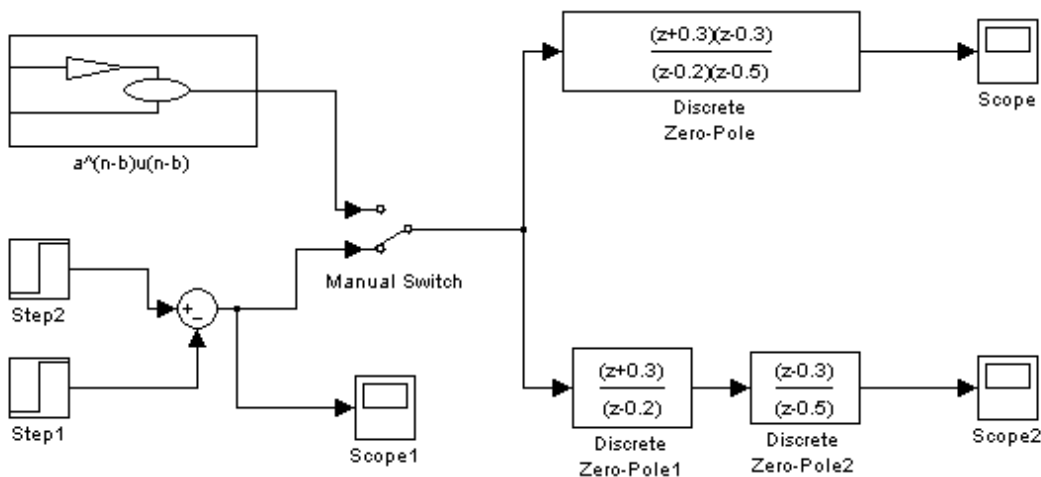 (z+0.3)(z-0.3)
(z-0.2)(z-0.5)
Discrete
Zero-Pole
Scope
a^(n-b)u(n-b)
Manual Switch
Step2
+
-
Step1
Scope1
(z+0.3)
(z-0.2)
Discrete
Zero-Pole1
(z-0.3)
(z-0.5)
Discrete
Zero-Pole2
Scope2